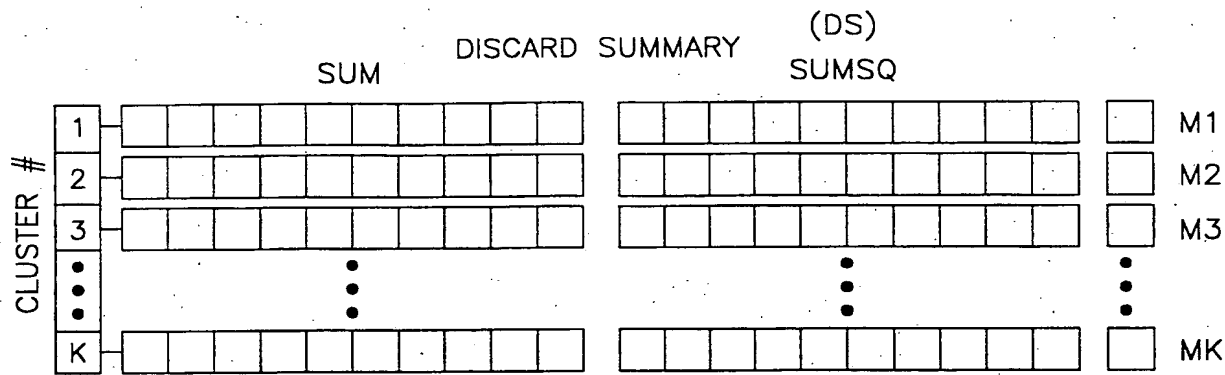 (DS)
DISCARD SUMMARY
SUM
SUMSQ
CLUSTER #
1
M1
2
M2
3
M3
K
MK